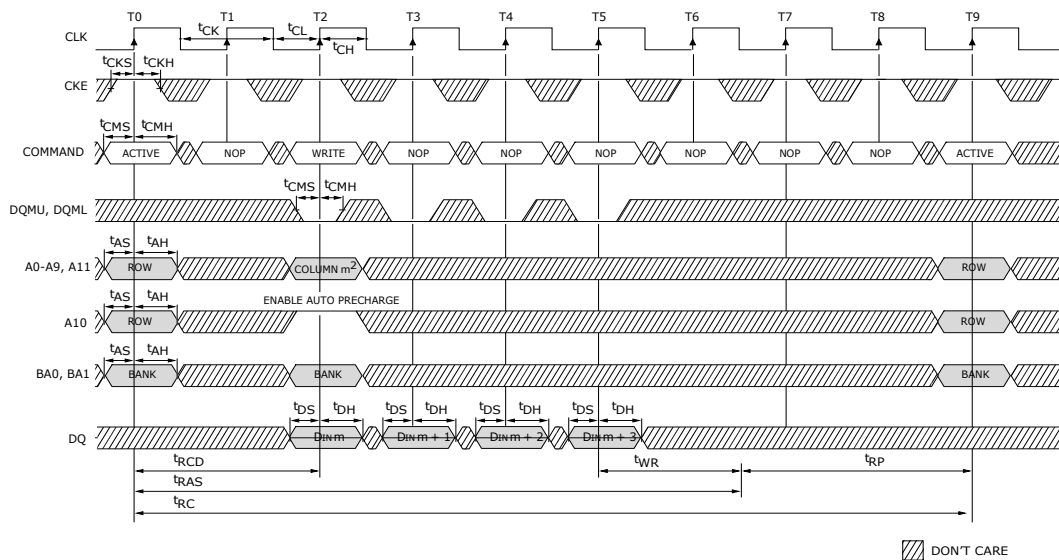 T0 T1 T2 T3 T4 T5 T6 T7 T8 T9
CLK tCK tCL tCH
tCKS tCKH
CKE
tCMS tCMH
COMMAND ACTIVE NOP WRITE NOP NOP NOP NOP NOP NOP ACTIVE
tCMS tCMH
DQMU, DQML
tAS tAH
A0-A9, A11 ROW COLUMN m2 ROW
tAS tAH ENABLE AUTO PRECHARGE
A10 ROW ROW
tAS tAH
BA0, BA1 BANK BANK BANK
tDS tDH tDS tDH tDS tDH tDS tDH
DQ DIN m DIN m + 1 DIN m + 2 DIN m + 3
tRCD tWR tRP
tRAS
tRC
DON'T CARE